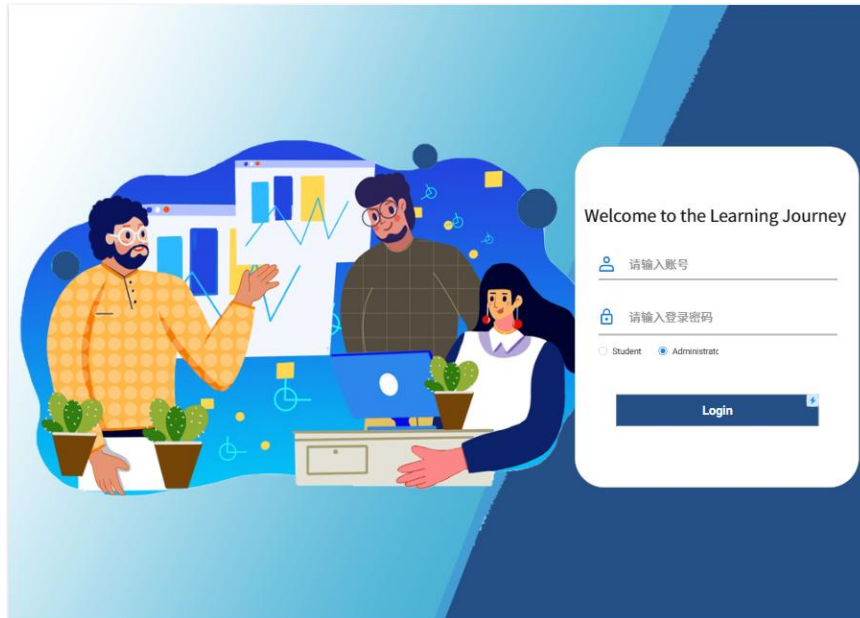 Welcome to the Learning Journey
请输入账号
请输入登录密码
Student Administratc
Login